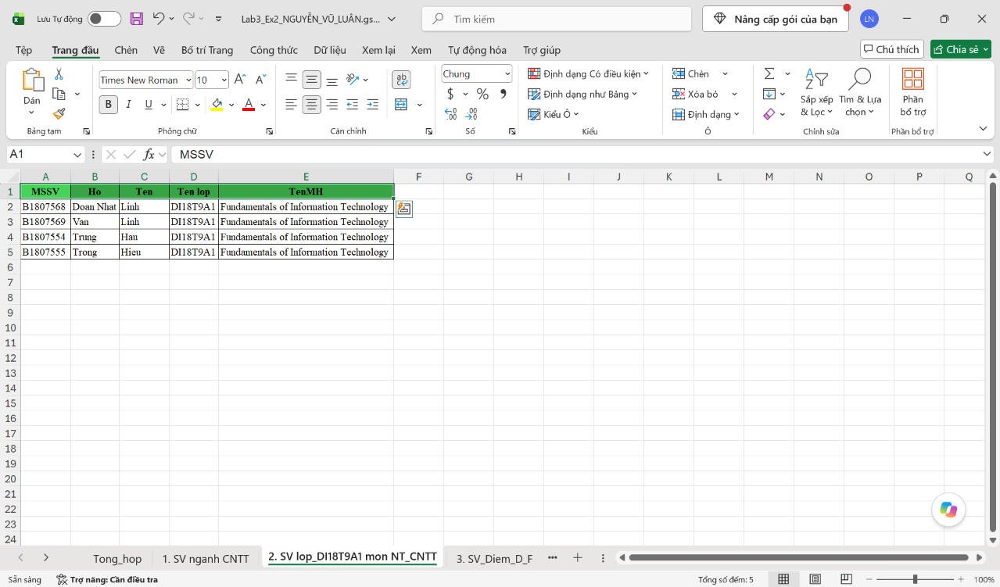 Lưu Tự động
Lab3_Ex2_NGUYỄN_VŨ_LUÂN.gs...
Tìm kiếm
Nâng cấp gói của bạn
LN
Tệp Trang đầu Chèn Vẽ Bố trí Trang Công thức Dữ liệu Xem lại Xem Tự động hóa Trợ giúp
Chú thích
Chia sẻ
Dán
Bảng tạm
Times New Roman 10
B I U
Phông chữ
Căn chỉnh
Chung
Số
Định dạng Có điều kiện
Định dạng như Bảng
Kiểu Ô
Kiểu
Chèn
Xóa bỏ
Định dạng
Ô
Sắp xếp & Lọc
Tìm & Lựa chọn
Chỉnh sửa
Phần bổ trợ
Phần bổ trợ
A1 fx MSSV
A B C D E F G H I J K L M N O P Q
1 MSSV Ho Ten Ten lop TenMH
2 B1807568 Doan Nhat Linh DI18T9A1 Fundamentals of Information Technology
3 B1807569 Van Linh DI18T9A1 Fundamentals of Information Technology
4 B1807554 Trung Hau DI18T9A1 Fundamentals of Information Technology
5 B1807555 Trong Hieu DI18T9A1 Fundamentals of Information Technology
6
7
8
9
10
11
12
13
14
15
16
17
18
19
20
21
22
23
24
Tong_hop 1. SV nganh CNTT 2. SV lop_DI18T9A1 mon NT_CNTT 3. SV_Diem_D_F
Sẵn sàng Trợ năng: Cần điều tra Tổng số đếm: 5 100%